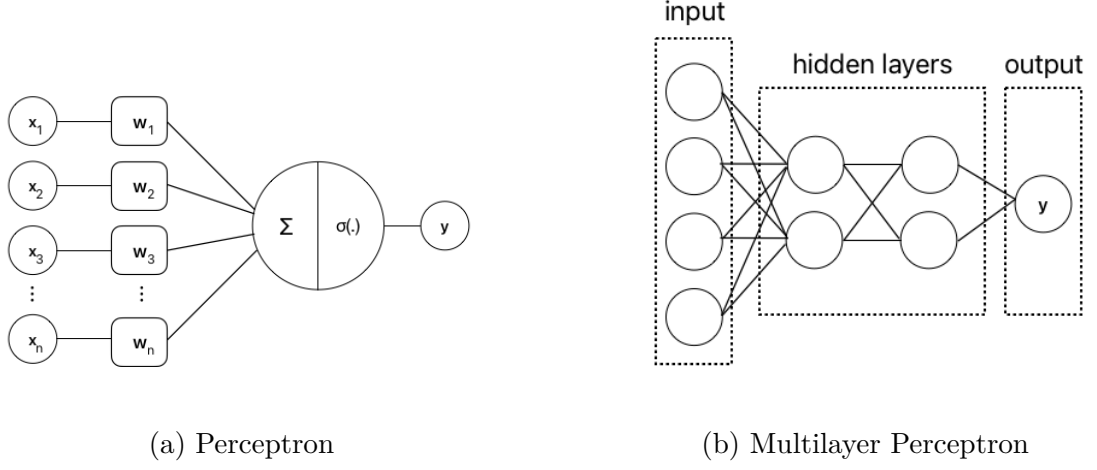 x1
w1
x2
w2
x3
w3
⋮
⋮
xn
wn
Σ
σ(.)
y
(a) Perceptron
input
hidden layers
output
y
(b) Multilayer Perceptron